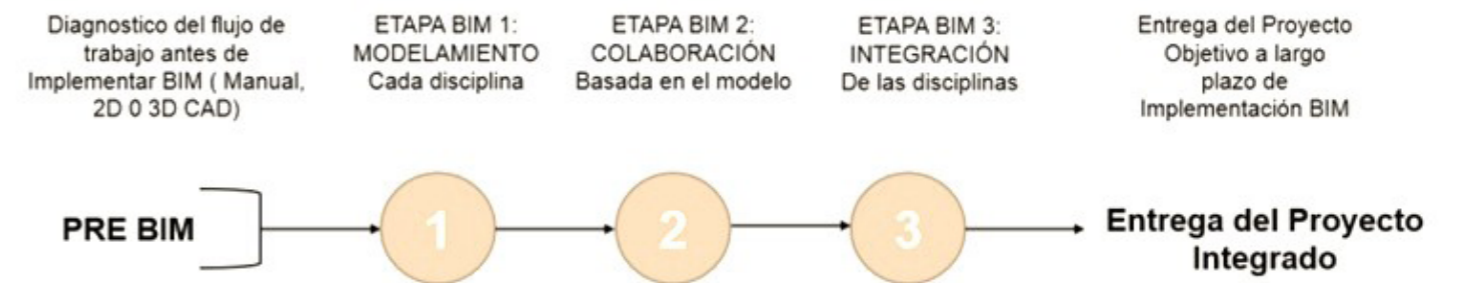 Diagnostico del flujo de
trabajo antes de
Implementar BIM ( Manual,
2D 0 3D CAD)
ETAPA BIM 1:
MODELAMIENTO
Cada disciplina
ETAPA BIM 2:
COLABORACIÓN
Basada en el modelo
ETAPA BIM 3:
INTEGRACIÓN
De las disciplinas
Entrega del Proyecto
Objetivo a largo
plazo de
Implementación BIM
PRE BIM
1
2
3
Entrega del Proyecto
Integrado